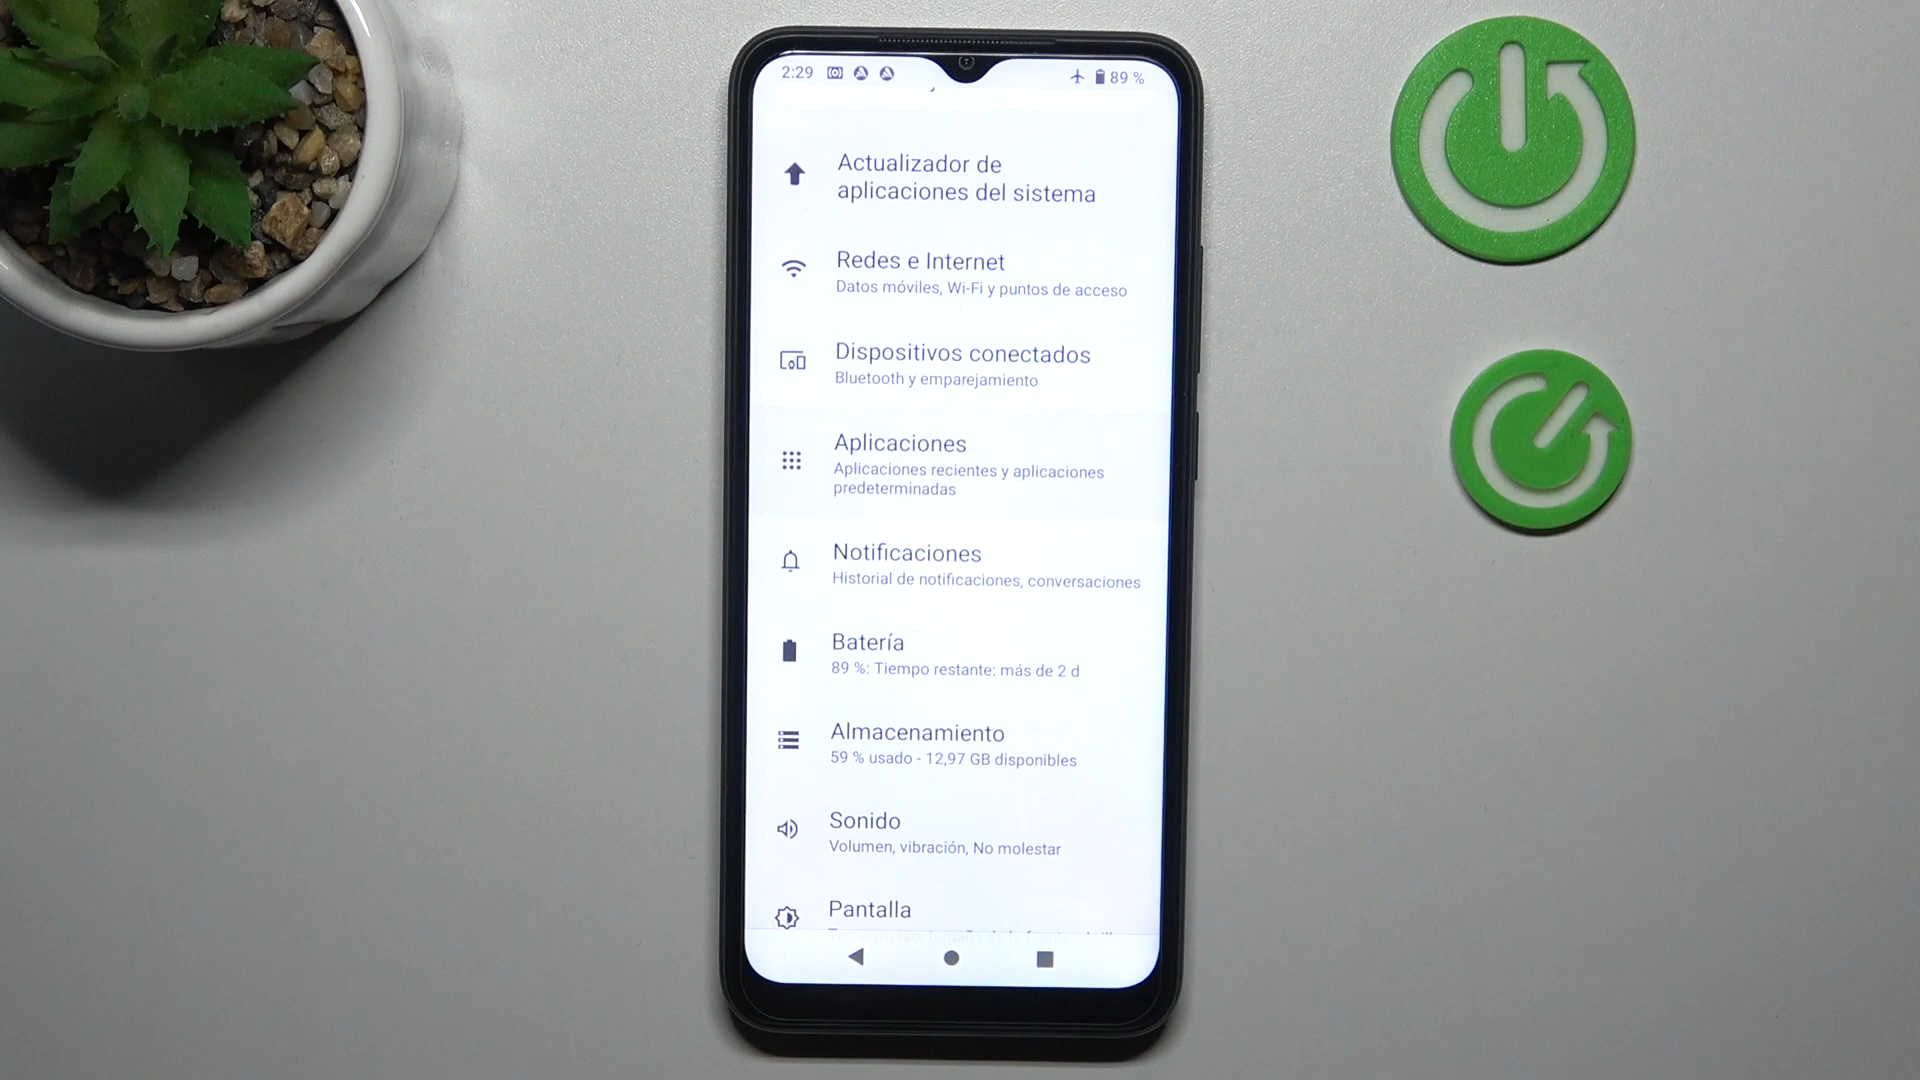 2:29
89 %
Actualizador de
aplicaciones del sistema
Redes e Internet
Datos móviles, Wi-Fi y puntos de acceso
Dispositivos conectados
Bluetooth y emparejamiento
Aplicaciones
Aplicaciones recientes y aplicaciones
predeterminadas
Notificaciones
Historial de notificaciones, conversaciones
Batería
89 %: Tiempo restante: más de 2 d
Almacenamiento
59 % usado - 12,97 GB disponibles
Sonido
Volumen, vibración, No molestar
Pantalla